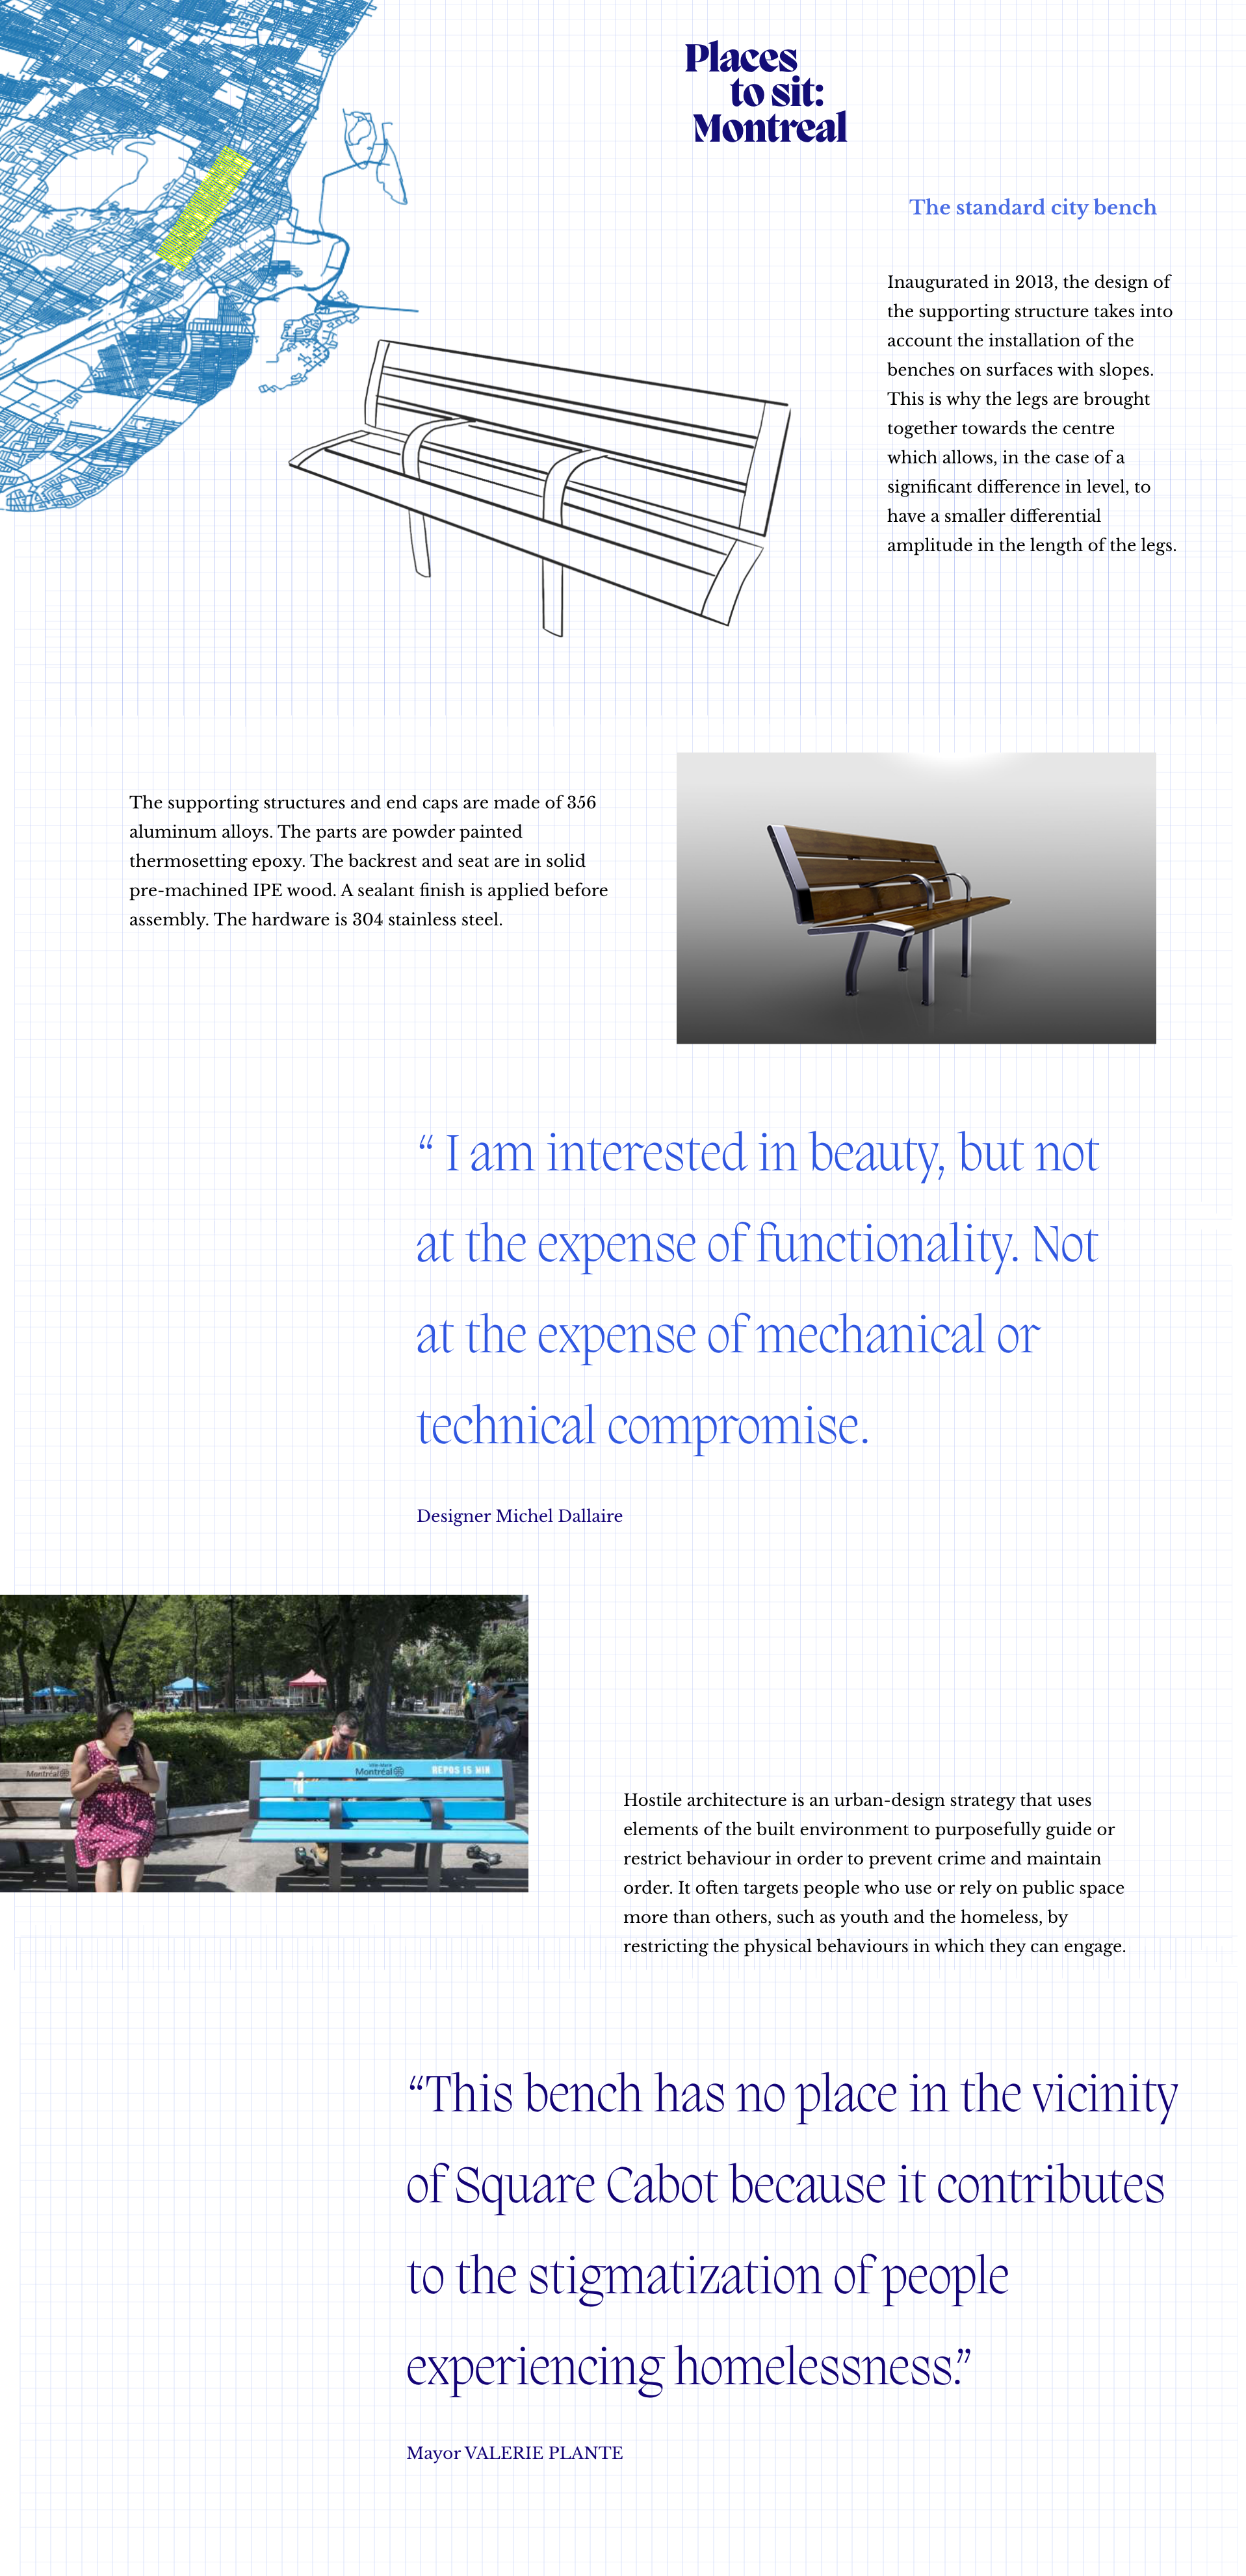 Places
to sit:
Montreal
The standard city bench
Inaugurated in 2013, the design of
the supporting structure takes into
account the installation of the
benches on surfaces with slopes.
This is why the legs are brought
together towards the centre
which allows, in the case of a
significant difference in level, to
have a smaller differential
amplitude in the length of the legs.
The supporting structures and end caps are made of 356
aluminum alloys. The parts are powder painted
thermosetting epoxy. The backrest and seat are in solid
pre-machined IPE wood. A sealant finish is applied before
assembly. The hardware is 304 stainless steel.
“ I am interested in beauty, but not
at the expense of functionality. Not
at the expense of mechanical or
technical compromise.
Designer Michel Dallaire
Montréal
Ville-Marie
Montréal
REPOS 15 MIN
Hostile architecture is an urban-design strategy that uses
elements of the built environment to purposefully guide or
restrict behaviour in order to prevent crime and maintain
order. It often targets people who use or rely on public space
more than others, such as youth and the homeless, by
restricting the physical behaviours in which they can engage.
“This bench has no place in the vicinity
of Square Cabot because it contributes
to the stigmatization of people
experiencing homelessness.”
Mayor VALERIE PLANTE